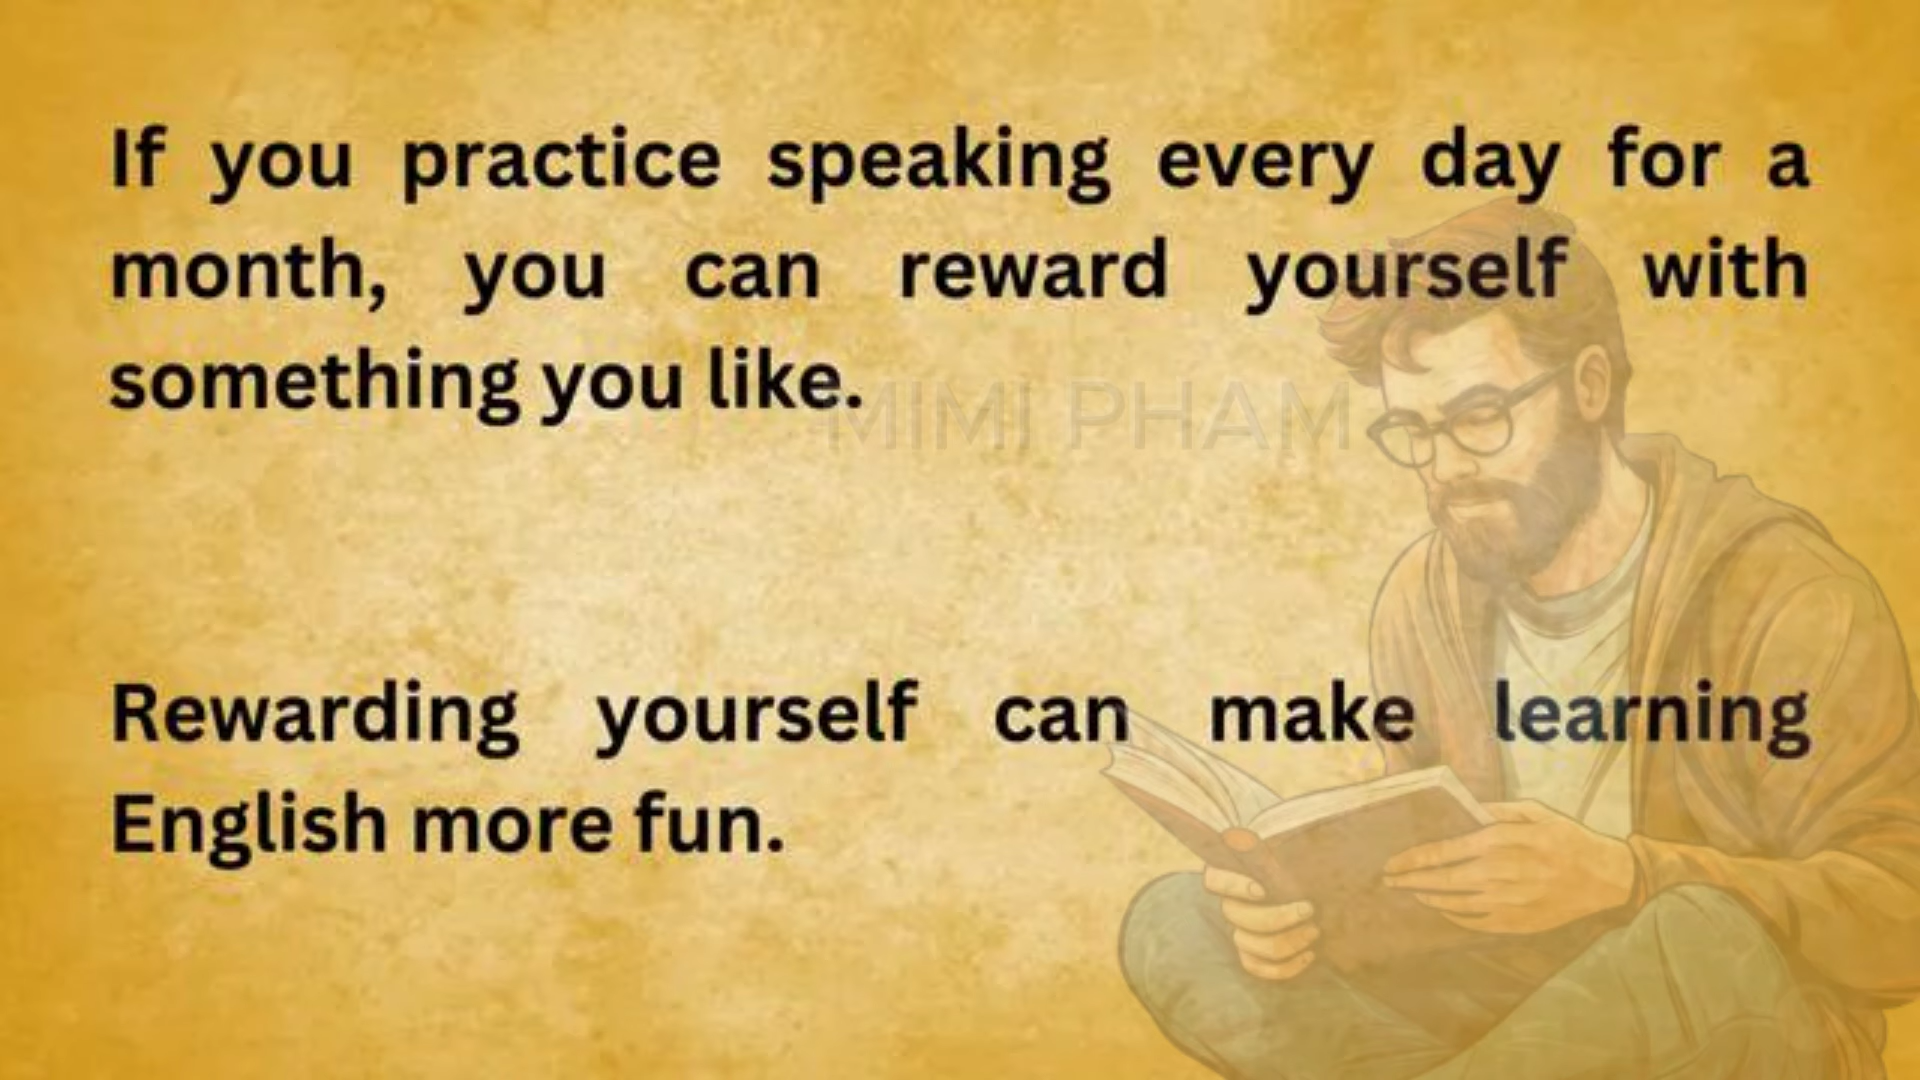 If you practice speaking every day for a
month, you can reward yourself with
something you like.
MIMI PHAM
Rewarding yourself can make learning
English more fun.